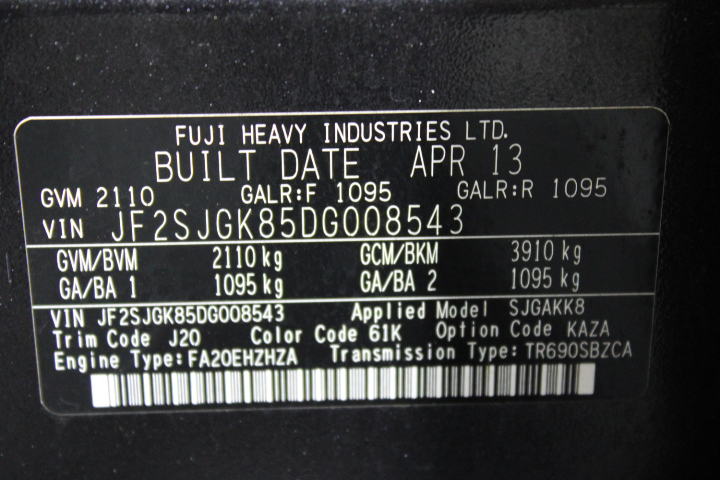 FUJI HEAVY INDUSTRIES LTD.
BUILT DATE APR 13
GVM 2110 GALR:F 1095 GALR:R 1095
VIN JF2SJGK85DG008543
GVM/BVM 2110 kg GCM/BKM 3910 kg
GA/BA 1 1095 kg GA/BA 2 1095 kg
VIN JF2SJGK85DG008543 Applied Model SJGAKK8
Trim Code J20 Color Code 61K Option Code KAZA
Engine Type:FA20EHZHZA Transmission Type:TR690SBZCA